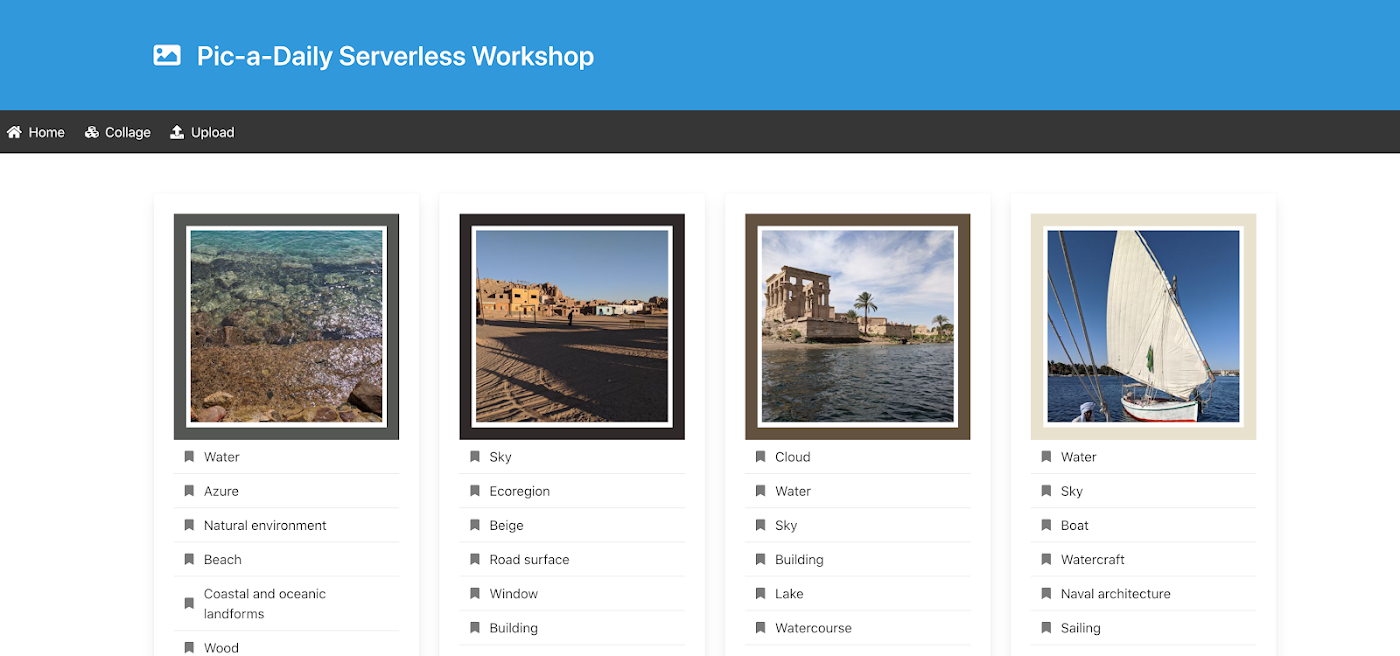 Pic-a-Daily Serverless Workshop
Home Collage Upload
Water
Azure
Natural environment
Beach
Coastal and oceanic
landforms
Wood
Sky
Ecoregion
Beige
Road surface
Window
Building
Cloud
Water
Sky
Building
Lake
Watercourse
Water
Sky
Boat
Watercraft
Naval architecture
Sailing